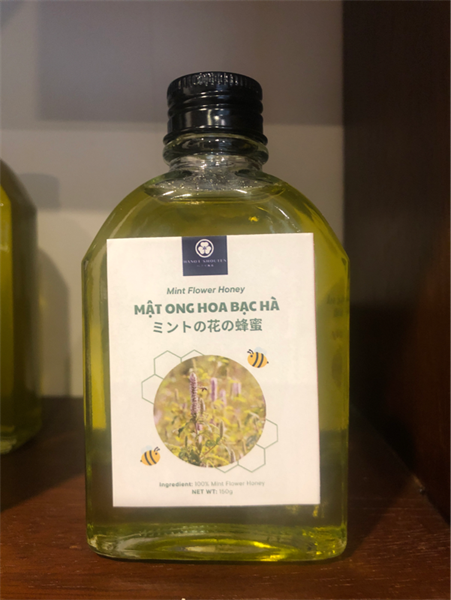 Mint Flower Honey
MẬT ONG HOA BẠC HÀ
ミントの花の蜂蜜
Ingredient: 100% Mint Flower Honey
NET WT: 150g